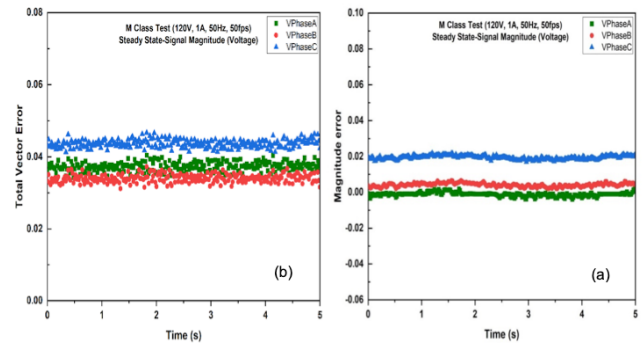 M Class Test (120V, 1A, 50Hz, 50fps)
Steady State-Signal Magnitude (Voltage)
VPhaseA
VPhaseB
VPhaseC
Total Vector Error
0.08
0.06
0.04
0.02
0.00
0
1
2
3
4
5
Time (s)
(b)
M Class Test (120V, 1A, 50Hz, 50fps)
Steady State-Signal Magnitude (Voltage)
VPhaseA
VPhaseB
VPhaseC
Magnitude error
0.10
0.08
0.06
0.04
0.02
0.00
-0.02
-0.04
-0.06
0
1
2
3
4
5
Time (s)
(a)